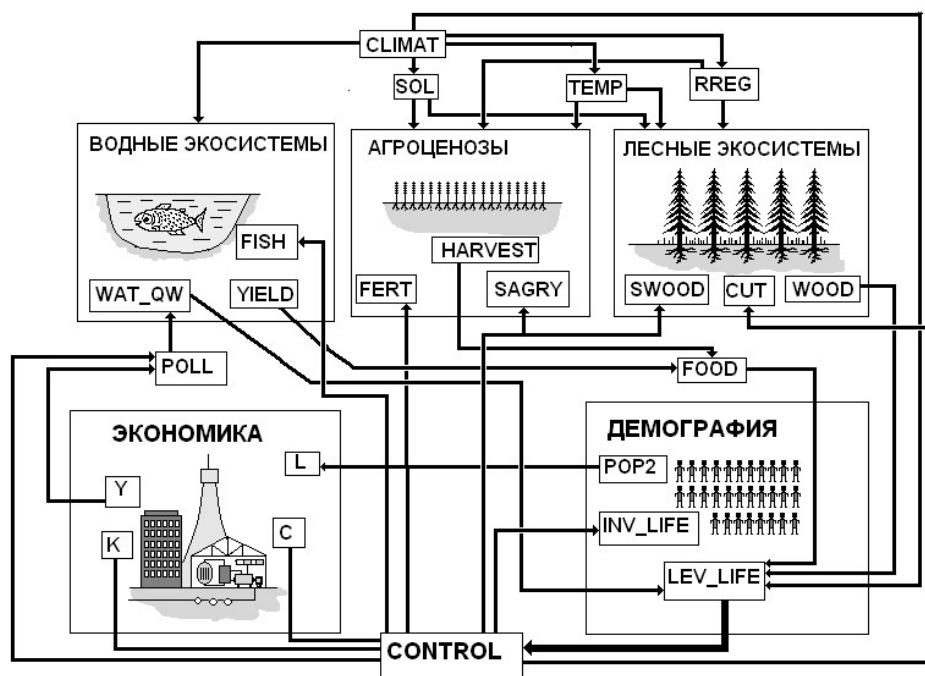 CLIMAT
SOL
TEMP
RREG
ВОДНЫЕ ЭКОСИСТЕМЫ
АГРОЦЕНОЗЫ
ЛЕСНЫЕ ЭКОСИСТЕМЫ
FISH
HARVEST
WAT_QW
YIELD
FERT
SAGRY
SWOOD
CUT
WOOD
POLL
FOOD
ЭКОНОМИКА
ДЕМОГРАФИЯ
L
POP2
Y
K
C
INV_LIFE
LEV_LIFE
CONTROL